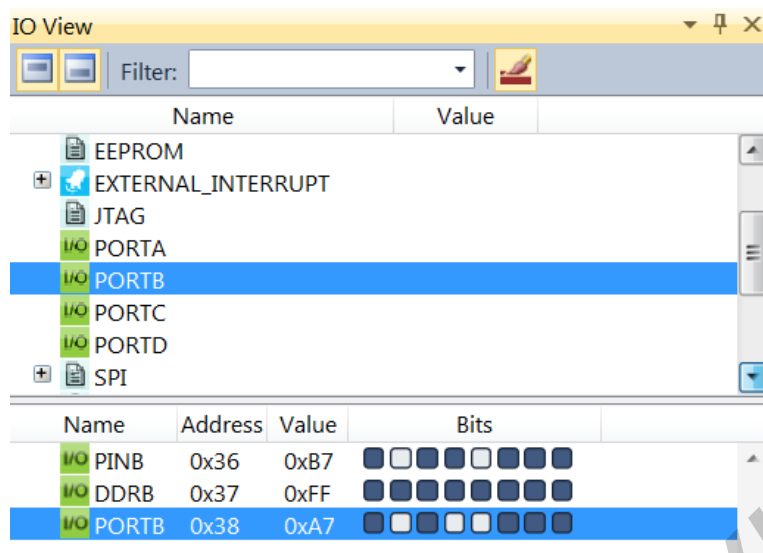 IO View
Filter:
Name Value
EEPROM
EXTERNAL_INTERRUPT
JTAG
I/O PORTA
I/O PORTB
I/O PORTC
I/O PORTD
SPI
Name Address Value Bits
I/O PINB 0x36 0xB7
I/O DDRB 0x37 0xFF
I/O PORTB 0x38 0xA7